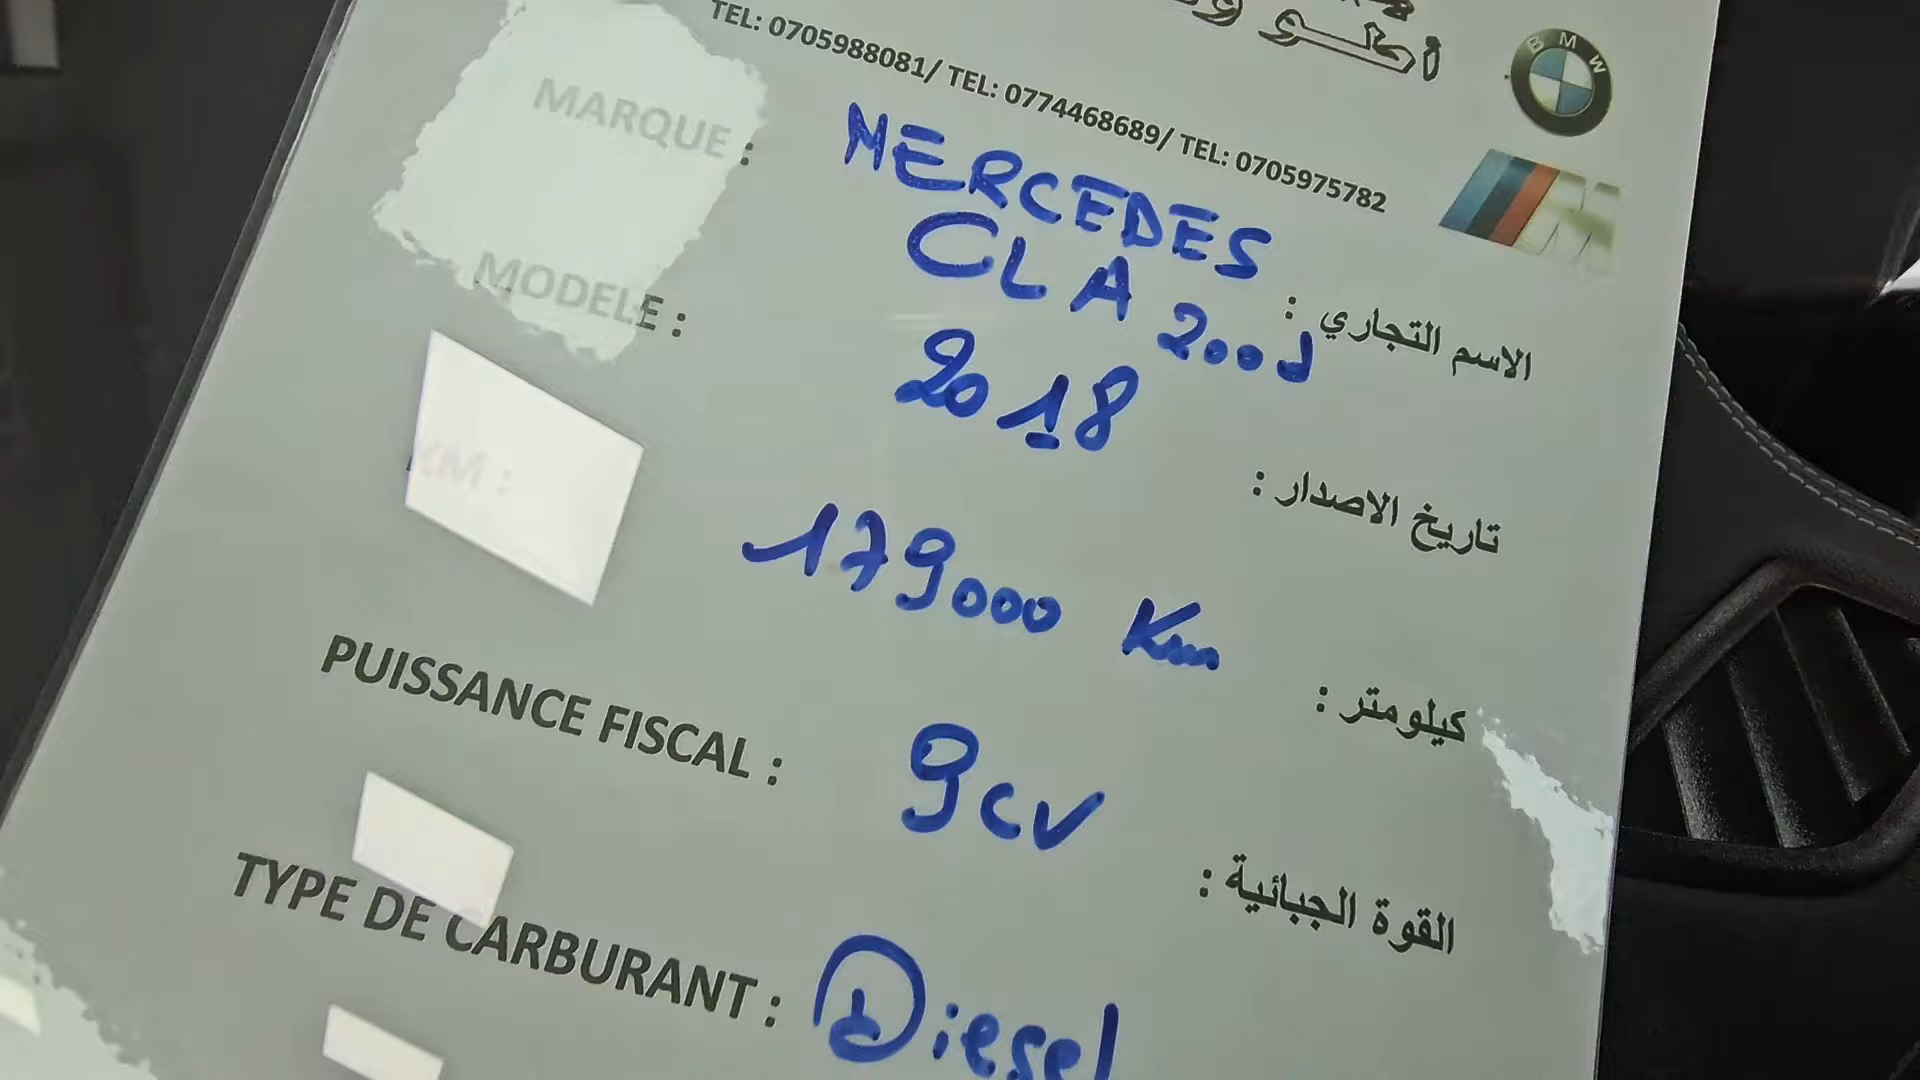 أطلو
BMW
TEL: 0705988081/ TEL: 0774468689/ TEL: 0705975782
MARQUE : MERCEDES
CLA 200d الاسم التجاري :
MODELE : 2018 تاريخ الاصدار :
KM : 179000 Km كيلومتر :
PUISSANCE FISCAL : 9cv القوة الجبائية :
TYPE DE CARBURANT : Diesel